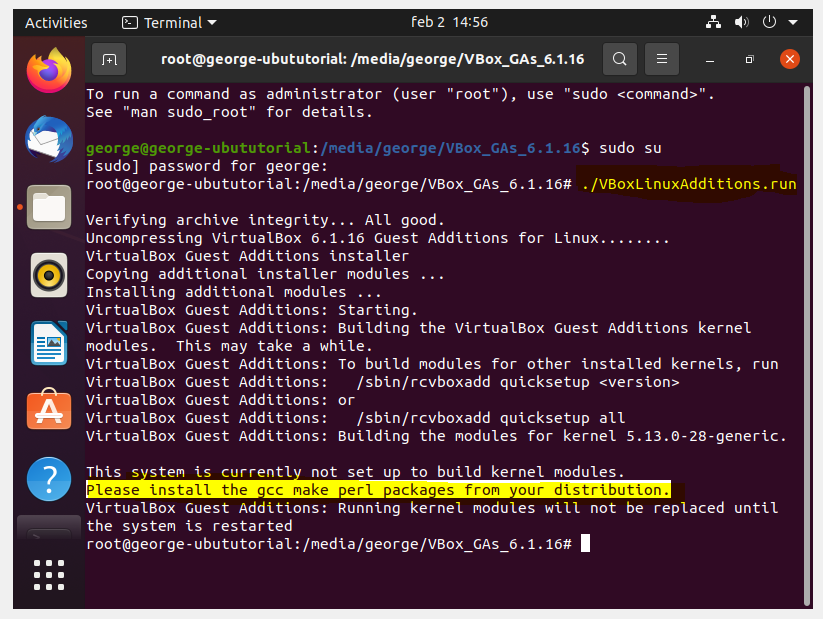 Activities
Terminal
feb 2 14:56
root@george-ubututorial: /media/george/VBox_GAs_6.1.16
To run a command as administrator (user "root"), use "sudo <command>".
See "man sudo_root" for details.
george@george-ubututorial:/media/george/VBox_GAs_6.1.16$ sudo su
[sudo] password for george:
root@george-ubututorial:/media/george/VBox_GAs_6.1.16# ./VBoxLinuxAdditions.run
Verifying archive integrity... All good.
Uncompressing VirtualBox 6.1.16 Guest Additions for Linux........
VirtualBox Guest Additions installer
Copying additional installer modules ...
Installing additional modules ...
VirtualBox Guest Additions: Starting.
VirtualBox Guest Additions: Building the VirtualBox Guest Additions kernel
modules.  This may take a while.
VirtualBox Guest Additions: To build modules for other installed kernels, run
VirtualBox Guest Additions:   /sbin/rcvboxadd quicksetup <version>
VirtualBox Guest Additions: or
VirtualBox Guest Additions:   /sbin/rcvboxadd quicksetup all
VirtualBox Guest Additions: Building the modules for kernel 5.13.0-28-generic.
This system is currently not set up to build kernel modules.
Please install the gcc make perl packages from your distribution.
VirtualBox Guest Additions: Running kernel modules will not be replaced until
the system is restarted
root@george-ubututorial:/media/george/VBox_GAs_6.1.16#